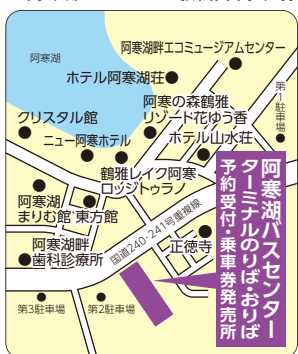 阿寒湖
阿寒湖畔エコミュージアムセンター
ホテル阿寒湖荘
第1駐車場
阿寒の森鶴雅
リゾート花ゆう香
クリスタル館
ニュー阿寒ホテル
ホテル山水荘
鶴雅レイク阿寒
ロッジトゥラノ
阿寒湖
まりむ館
東方館
国道240・241号重複線
正徳寺
阿寒湖畔
歯科診療所
第3駐車場
第2駐車場
阿寒湖バスセンター
ターミナルのりば・おりば
予約受付・乗車券発売所